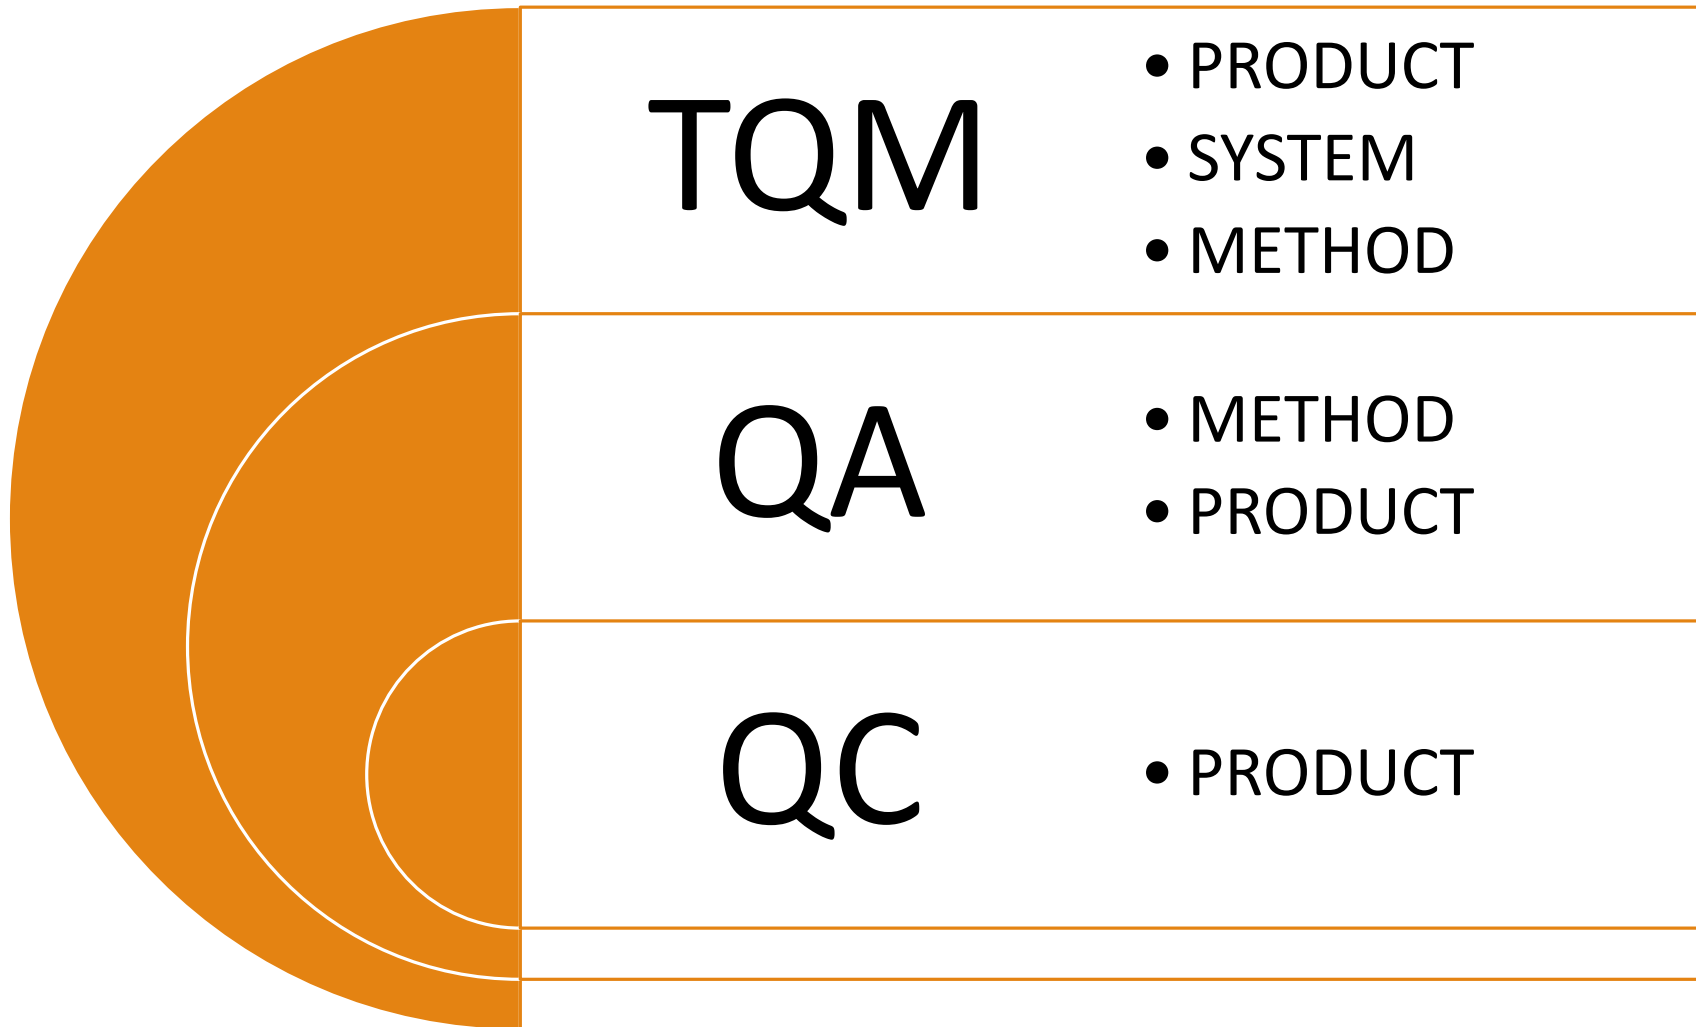 TQM
• PRODUCT
• SYSTEM
• METHOD
QA
• METHOD
• PRODUCT
QC
• PRODUCT